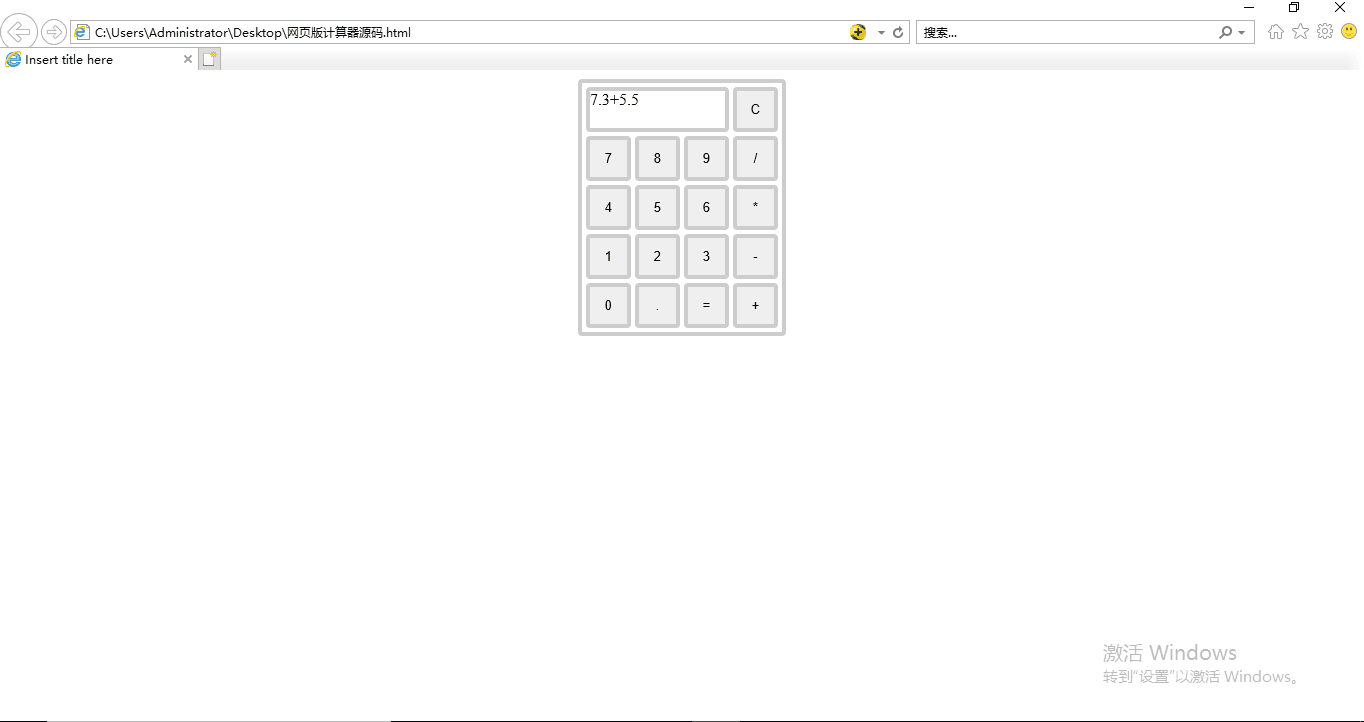 C:\Users\Administrator\Desktop\网页版计算器源码.html
搜索...
Insert title here
7.3+5.5
C
7 8 9 /
4 5 6 *
1 2 3 -
0 . = +
激活 Windows
转到"设置"以激活 Windows。